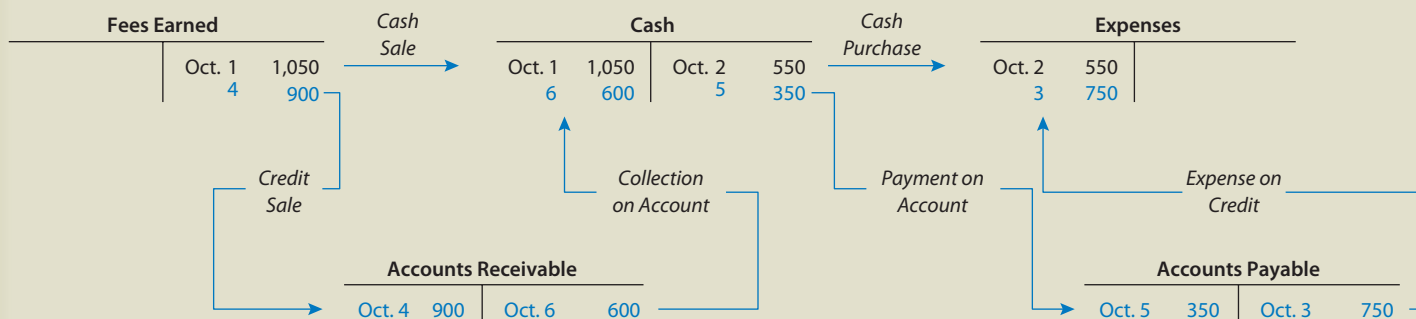 Fees Earned
Cash Sale
Cash
Cash Purchase
Expenses
Oct. 1 1,050
Oct. 1 1,050 Oct. 2 550
Oct. 2 550
4 900
6 600 5 350
3 750
Credit Sale
Collection on Account
Payment on Account
Expense on Credit
Accounts Receivable
Accounts Payable
Oct. 4 900 Oct. 6 600
Oct. 5 350 Oct. 3 750